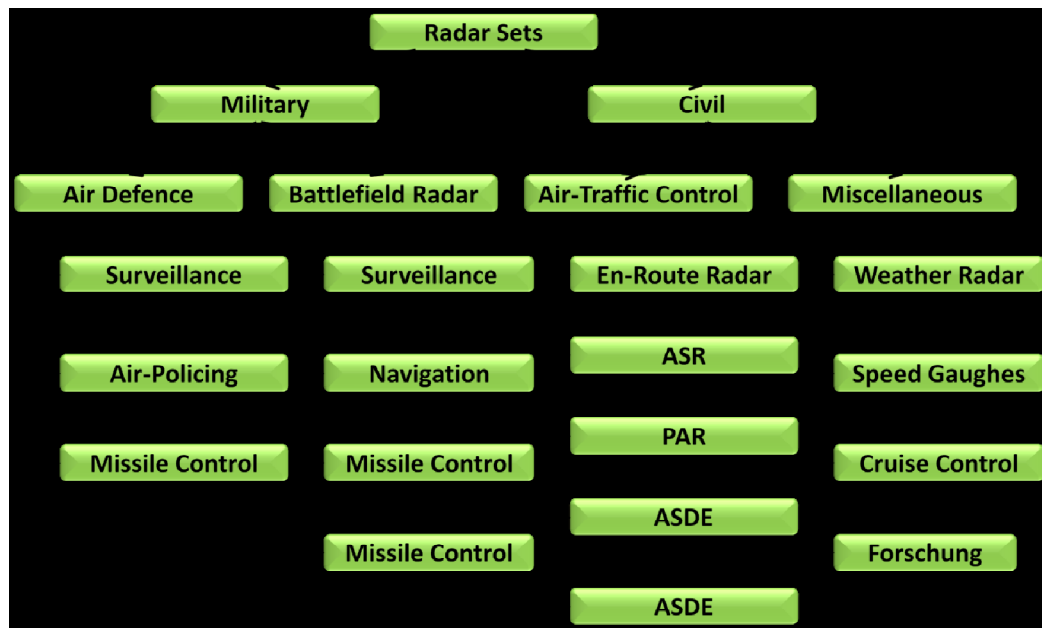 Radar Sets
Military
Civil
Air Defence
Battlefield Radar
Air-Traffic Control
Miscellaneous
Surveillance
Surveillance
En-Route Radar
Weather Radar
ASR
Air-Policing
Navigation
Speed Gaughes
PAR
Missile Control
Missile Control
Cruise Control
ASDE
Missile Control
Forschung
ASDE